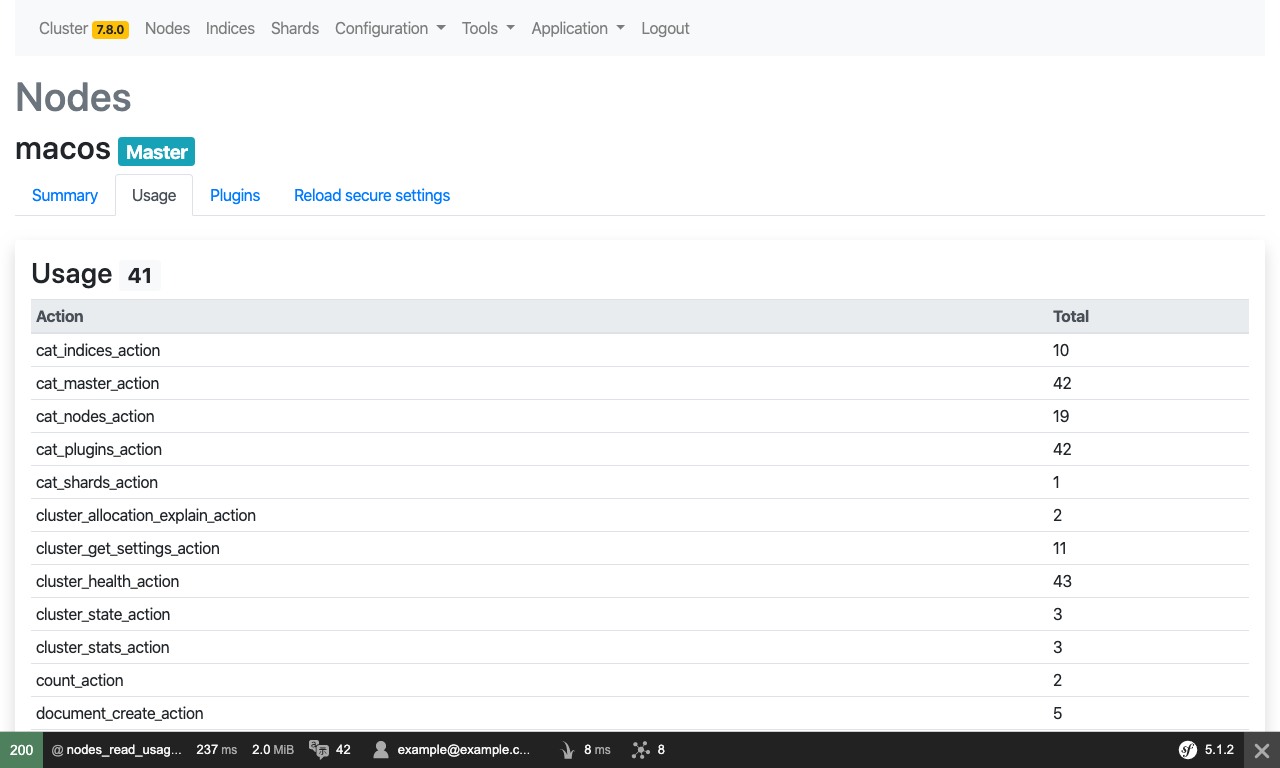 Cluster 7.8.0 Nodes Indices Shards Configuration Tools Application Logout
Nodes
macos Master
Summary Usage Plugins Reload secure settings
Usage 41
Action Total
cat_indices_action 10
cat_master_action 42
cat_nodes_action 19
cat_plugins_action 42
cat_shards_action 1
cluster_allocation_explain_action 2
cluster_get_settings_action 11
cluster_health_action 43
cluster_state_action 3
cluster_stats_action 3
count_action 2
document_create_action 5
200 @ nodes_read_usag... 237 ms 2.0 MiB 42 example@example.c... 8 ms 8 sf 5.1.2